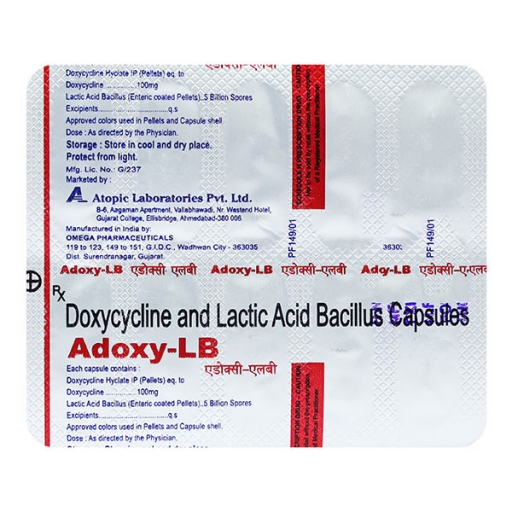 एडोक्सी-एलबी
Doxycycline Hyclate IP (Pellets) eq. to
Doxycycline..................100mg
Lactic Acid Bacillus (Enteric coated Pellets)..5 Billion Spores
Excipients........................q.s
Approved colors used in Pellets and Capsule shell.
Dose : As directed by the Physician.
Storage : Store in cool and dry place.
Protect from light.
Mfg. Lic. No.: G/237
Marketed by :
Atopic Laboratories Pvt. Ltd.
B-6, Aagaman Apartment, Vallabhawadi, Nr. Westend Hotel,
Gujarat College, Ellisbridge, Ahmedabad-380 006
Manufactured in India by:
OMEGA PHARMACEUTICALS
119 to 123, 149 to 151, G.I.D.C., Wadhwan City - 363035
Dist. Surendranagar, Gujarat.
PF149/01
3630
PF149/01
Adoxy-LB एडोक्सी एलबी Adoxy-LB एडोक्सी-एलबी
Rx
Doxycycline and Lactic Acid Bacillus Capsules
Adoxy-LB
एडोक्सी-एलबी
Each capsule contains :
Doxycycline Hyclate IP (Pellets) eq. to
Doxycycline ..................100mg
Lactic Acid Bacillus (Enteric coated Pellets)..5 Billion Spores
Excipients........................q.s
Approved colors used in Pellets and Capsule shell.
Dose : As directed by the Physician.